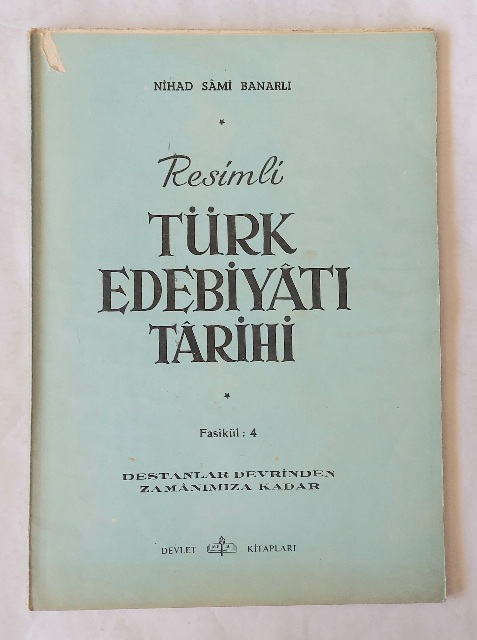 NİHAD SÂMİ BANARLI
Resimli
TÜRK
EDEBİYÂTI
TÂRİHİ
Fasikül : 4
DESTANLAR DEVRİNDEN
ZAMÂNIMIZA KADAR
DEVLET KİTAPLARI